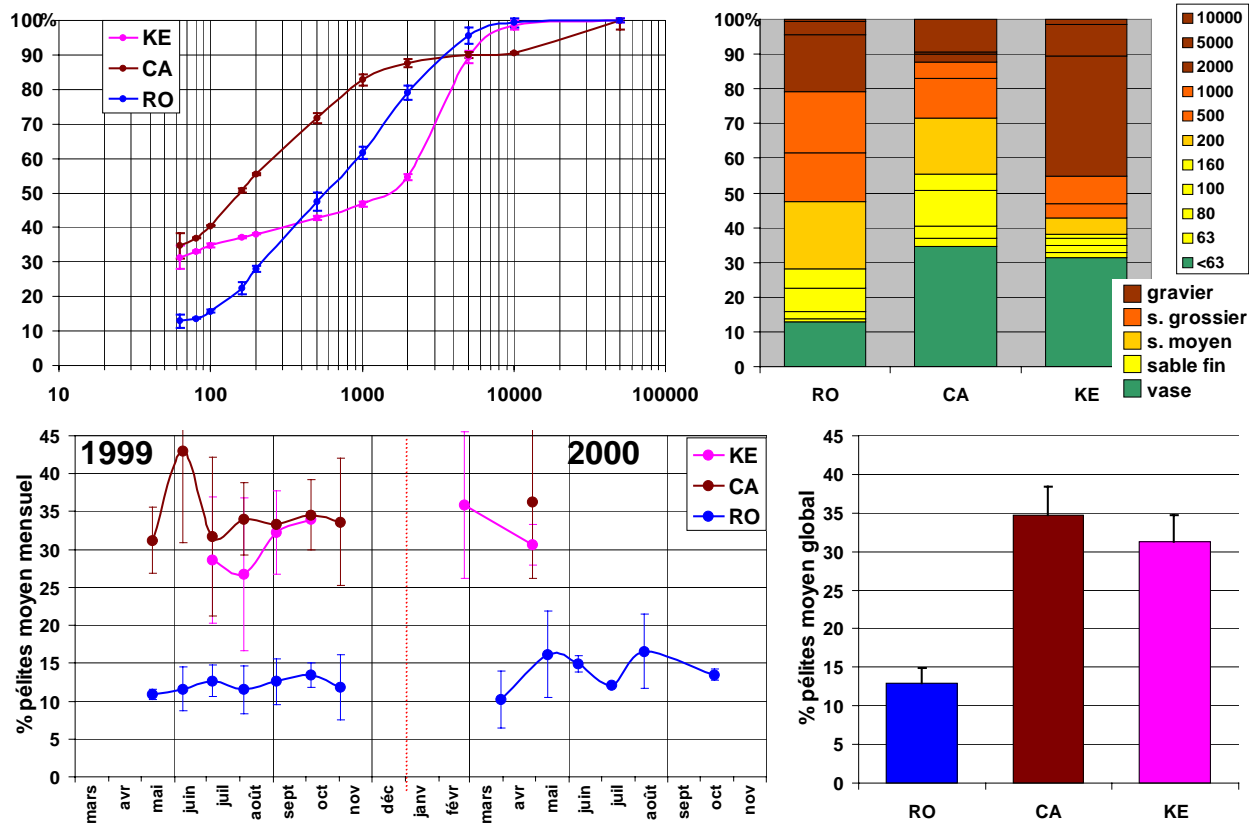 100%
90
80
70
60
50
40
30
20
10
0
10
100
1000
10000
100000
KE
CA
RO
100%
90
80
70
60
50
40
30
20
10
0
RO
CA
KE
10000
5000
2000
1000
500
200
160
100
80
63
<63
gravier
s. grossier
s. moyen
sable fin
vase
% pélites moyen mensuel
45
40
35
30
25
20
15
10
5
0
1999
2000
KE
CA
RO
mars
avr
mai
juin
juil
août
sept
oct
nov
déc
janv
févr
mars
avr
mai
juin
juil
août
sept
oct
nov
% pélites moyen global
45
40
35
30
25
20
15
10
5
0
RO
CA
KE